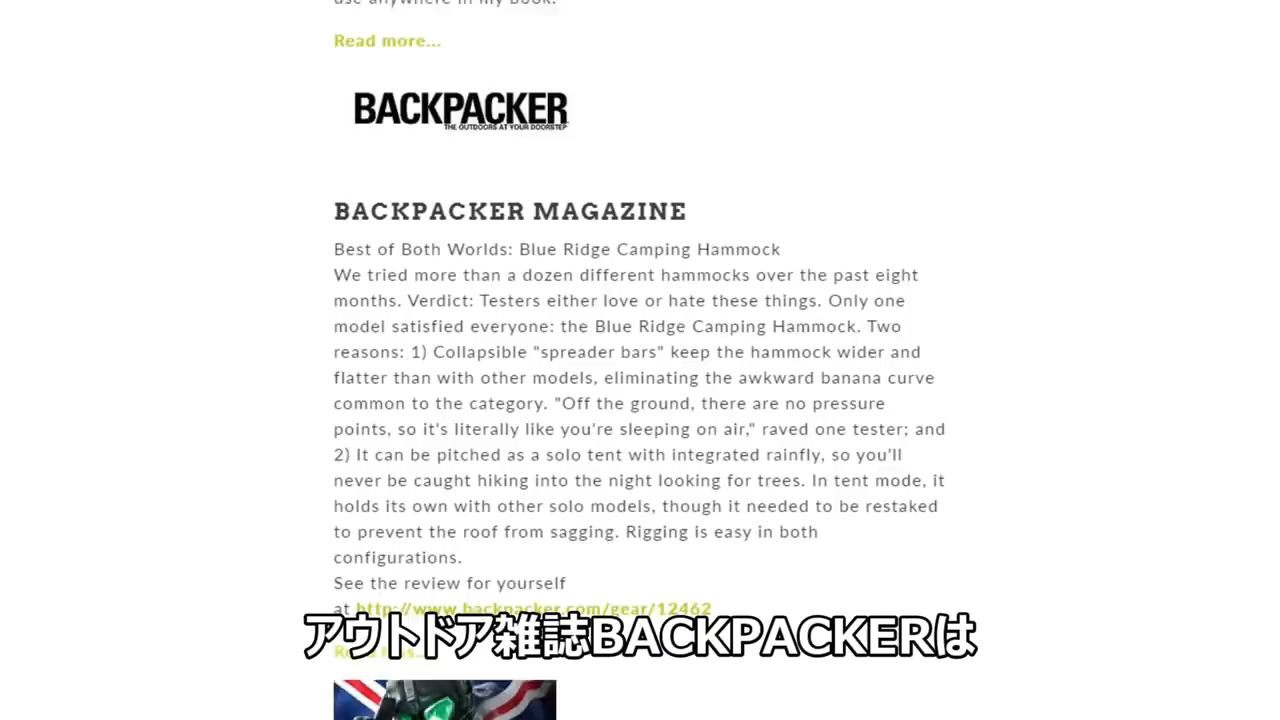 use anywhere in my book.
Read more...
BACKPACKER
THE OUTDOORS AT YOUR DOORSTEP
BACKPACKER MAGAZINE
Best of Both Worlds: Blue Ridge Camping Hammock
We tried more than a dozen different hammocks over the past eight
months. Verdict: Testers either love or hate these things. Only one
model satisfied everyone: the Blue Ridge Camping Hammock. Two
reasons: 1) Collapsible "spreader bars" keep the hammock wider and
flatter than with other models, eliminating the awkward banana curve
common to the category. "Off the ground, there are no pressure
points, so it's literally like you're sleeping on air," raved one tester; and
2) It can be pitched as a solo tent with integrated rainfly, so you'll
never be caught hiking into the night looking for trees. In tent mode, it
holds its own with other solo models, though it needed to be restaked
to prevent the roof from sagging. Rigging is easy in both
configurations.
See the review for yourself
at http://www.backpacker.com/gear/12462
アウトドア雑誌BACKPACKERは